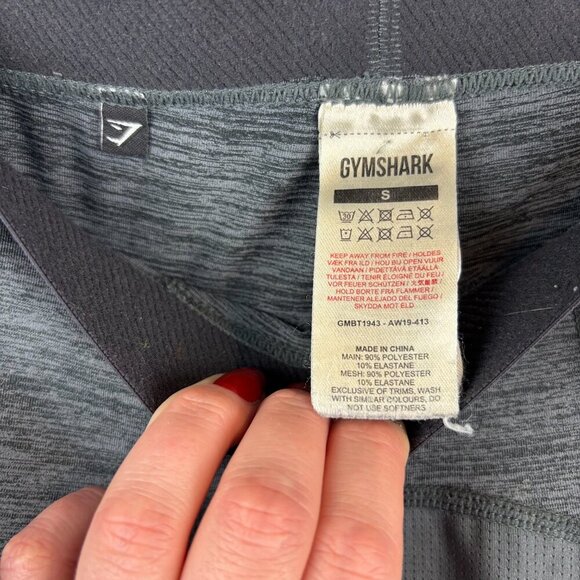 GYMSHARK
S
30
KEEP AWAY FROM FIRE / HOLDES
VÆK FRA ILD / HOU BIJ OPEN VUUR
VANDAAN / PIDETTÄVÄ ETÄÄLLÄ
TULESTA / TENIR ÉLOIGNÉ DU FEU /
VOR FEUER SCHÜTZEN / 火気厳禁 /
HOLD BORTE FRA FLAMMER /
MANTENER ALEJADO DEL FUEGO /
SKYDDA MOT ELD.
GMBT1943 - AW19-413
MADE IN CHINA
MAIN: 90% POLYESTER
10% ELASTANE
MESH: 90% POLYESTER
10% ELASTANE
EXCLUSIVE OF TRIMS, WASH
WITH SIMILAR COLOURS, DO
NOT USE SOFTNERS